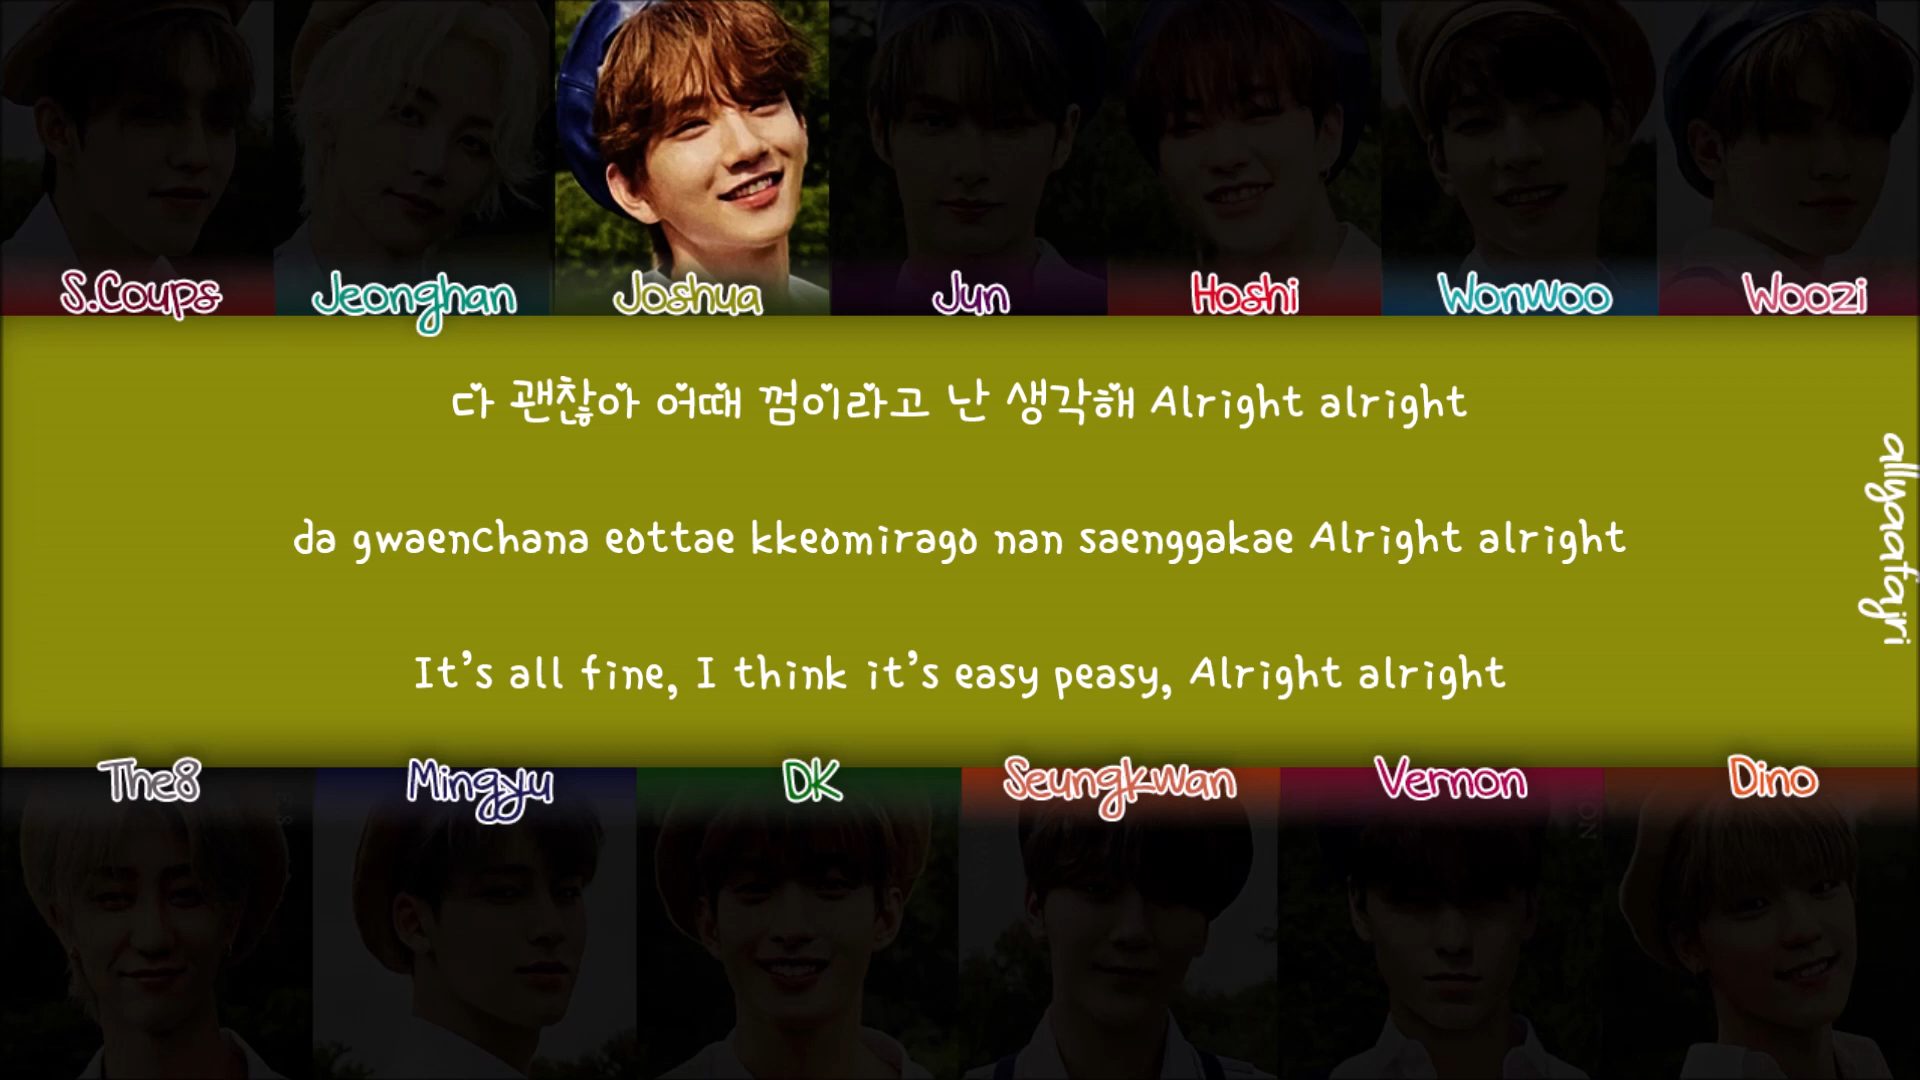 S.Coups Jeonghan Joshua Jun Hoshi Wonwoo Woozi
다 괜찮아 어때 껌이라고 난 생각해 Alright alright
da gwaenchana eottae kkeomirago nan saenggakae Alright alright
It's all fine, I think it's easy peasy, Alright alright
allyaafajri
The8 Mingyu DK Seungkwan Vernon Dino